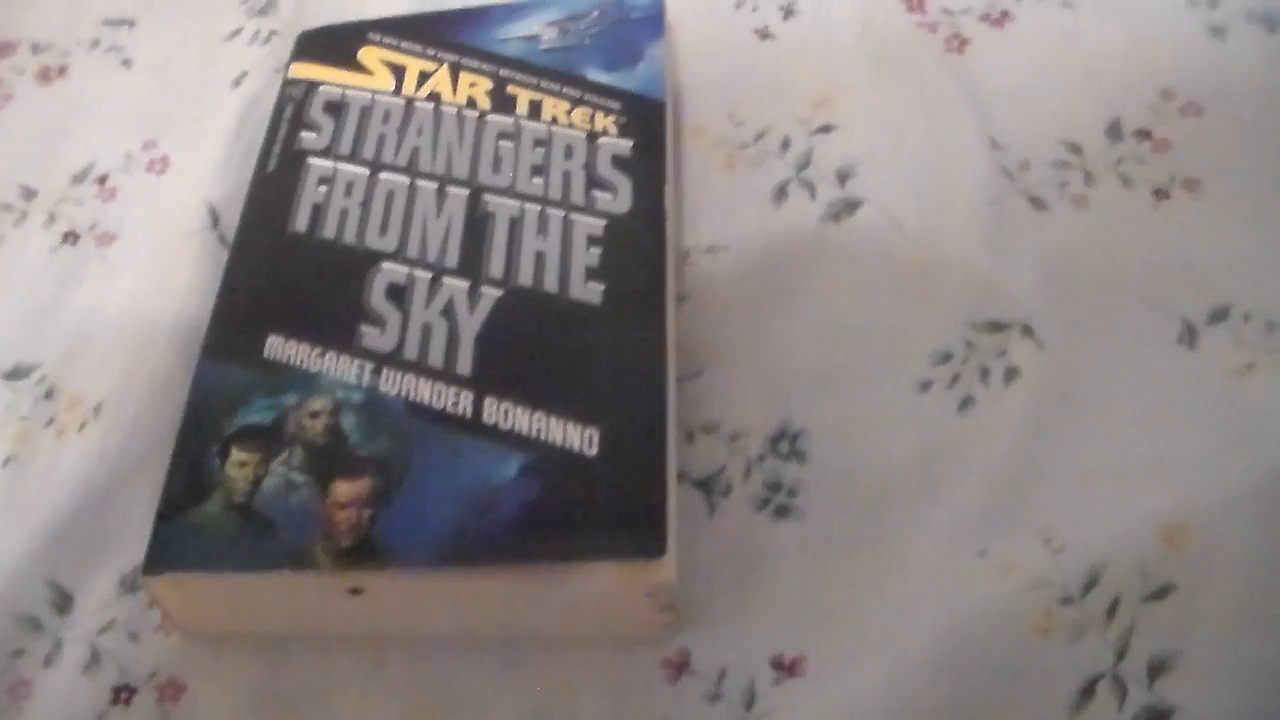 STAR TREK
STRANGERS
FROM THE
SKY
MARGARET WANDER BONANNO